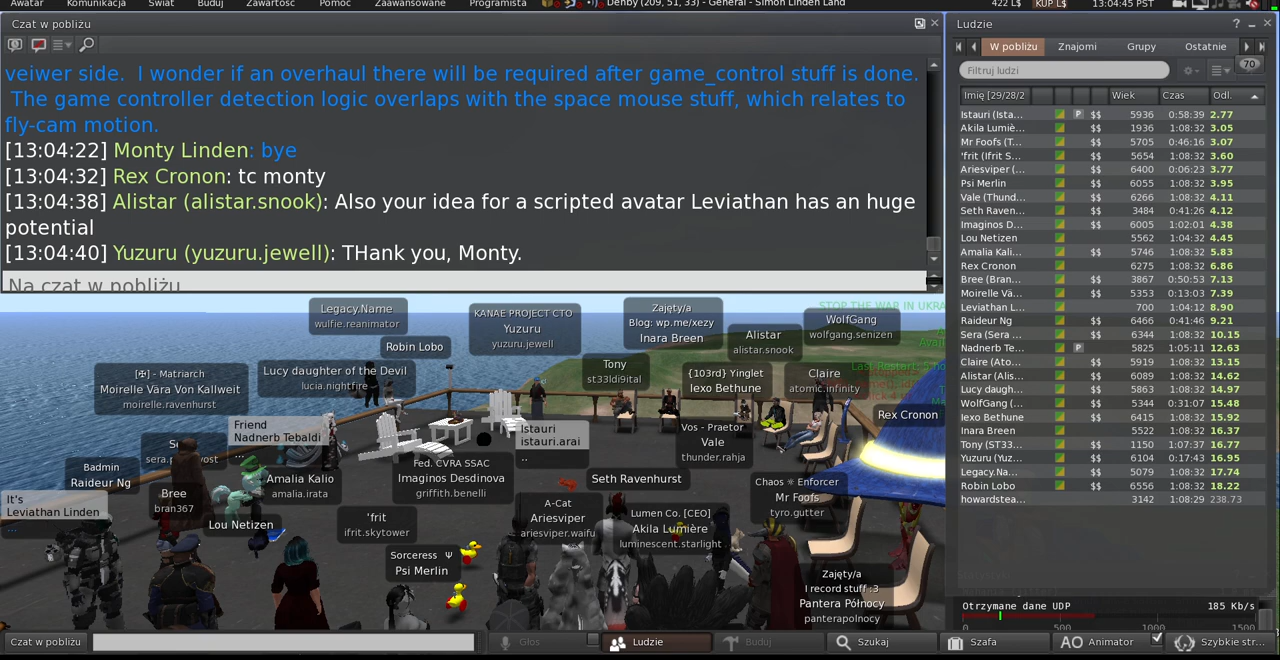 Awatar Komunikacja Świat Buduj Zawartość Pomoc Zaawansowane Programista Denby (209, 51, 33) - General - Simon Linden Land 422 L$ KUP L$ 13:04:45 PST
Czat w pobliżu
veiwer side. I wonder if an overhaul there will be required after game_control stuff is done.
The game controller detection logic overlaps with the space mouse stuff, which relates to
fly-cam motion.
[13:04:22] Monty Linden: bye
[13:04:32] Rex Cronon: tc monty
[13:04:38] Alistar (alistar.snook): Also your idea for a scripted avatar Leviathan has an huge
potential
[13:04:40] Yuzuru (yuzuru.jewell): THank you, Monty.
Na czat w pobliżu
STOP THE WAR IN UKRA
Legacy.Name
wulfie.reanimator
KANAE PROJECT CTO
Yuzuru
yuzuru.jewell
Zajęty/a
Blog: wp.me/xezy
Inara Breen
WolfGang
wolfgang.senizen
Robin Lobo
Alistar
alistar.snook
[✠] - Matriarch
Moirelle Vära Von Kallweit
moirelle.ravenhurst
Lucy daughter of the Devil
lucia.nightfire
Tony
st33ldi9ital
{103rd} Yinglet
Iexo Bethune
Claire
atomic.infinity
Rex Cronon
Friend
Nadnerb Tebaldi
...
Istauri
istauri.arai
..
Vos - Praetor
Vale
thunder.rahja
Badmin
Raideur Ng
Amalia Kalio
amalia.irata
Fed. CVRA SSAC
Imaginos Desdinova
griffith.benelli
Seth Ravenhurst
Chaos ☼ Enforcer
Mr Foofs
tyro.gutter
It's
Leviathan Linden
...
Bree
bran367
Lou Netizen
'frit
ifrit.skytower
A-Cat
Ariesviper
ariesviper.waifu
Lumen Co. [CEO]
Akila Lumière
luminescent.starlight
Sorceress Ψ
Psi Merlin
Zajęty/a
I record stuff :3
Pantera Północy
panterapolnocy
Ludzie
W pobliżu Znajomi Grupy Ostatnie
Filtruj ludzi 70
Imię [29/28/2 Wiek Czas Odl.
Istauri (Ista... P $$ 5936 0:58:39 2.77
Akila Lumiè... $$ 1936 1:08:32 3.05
Mr Foofs (T... $$ 5705 0:46:16 3.07
'frit (Ifrit S... $$ 5654 1:08:32 3.60
Ariesviper (... $$ 6400 0:06:23 3.77
Psi Merlin $$ 6055 1:08:32 3.95
Vale (Thund... $$ 6266 1:08:32 4.11
Seth Raven... $$ 3484 0:41:26 4.12
Imaginos D... $$ 6005 1:02:01 4.38
Lou Netizen 5562 1:04:32 4.45
Amalia Kali... $$ 5746 1:08:32 5.83
Rex Cronon 6275 1:08:32 6.86
Bree (Bran... $$ 3867 0:50:53 7.13
Moirelle Vä... $$ 5353 0:13:03 7.39
Leviathan L... 700 1:04:12 8.90
Raideur Ng $$ 6466 0:41:46 9.21
Sera (Sera ... $$ 6344 1:08:32 10.15
Nadnerb Te... P 5825 1:05:11 12.63
Claire (Ato... $$ 5919 1:08:32 13.15
Alistar (Alis... $$ 6089 1:08:32 14.62
Lucy daugh... $$ 5863 1:08:32 14.97
WolfGang (... $$ 5344 0:31:07 15.48
Iexo Bethune $$ 6415 1:08:32 15.92
Inara Breen 5522 1:08:32 16.37
Tony (ST33... $$ 1150 1:07:37 16.77
Yuzuru (Yuz... $$ 6104 0:17:43 16.95
Legacy.Na... $$ 5079 1:08:32 17.74
Robin Lobo $$ 6556 1:08:32 18.22
howardstea... 3142 1:08:29 238.73
Otrzymane dane UDP 185 Kb/s
0 500 1000 1500
Czat w pobliżu Głos Ludzie Buduj Szukaj Szafa AO Animator Szybkie str...